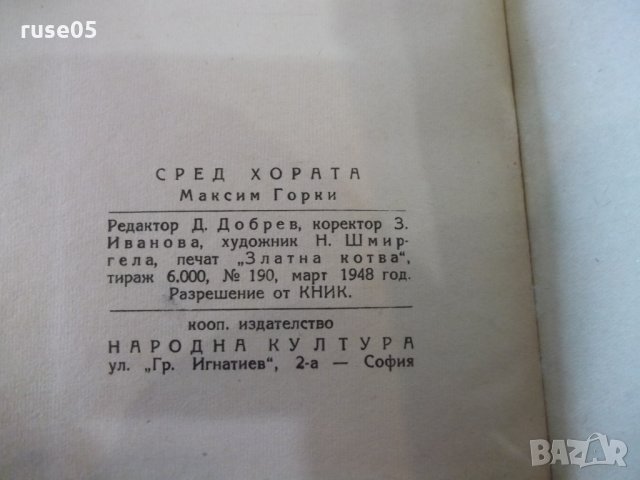 ruse05
СРЕД ХОРАТА
Максим Горки
Редактор Д. Добрев, коректор З.
Иванова, художник Н. Шмир-
гела, печат „Златна котва“,
тираж 6.000, № 190, март 1948 год.
Разрешение от КНИК.
кооп. издателство
НАРОДНА КУЛТУРА
ул. „Гр. Игнатиев“, 2-а — София
BAZAR